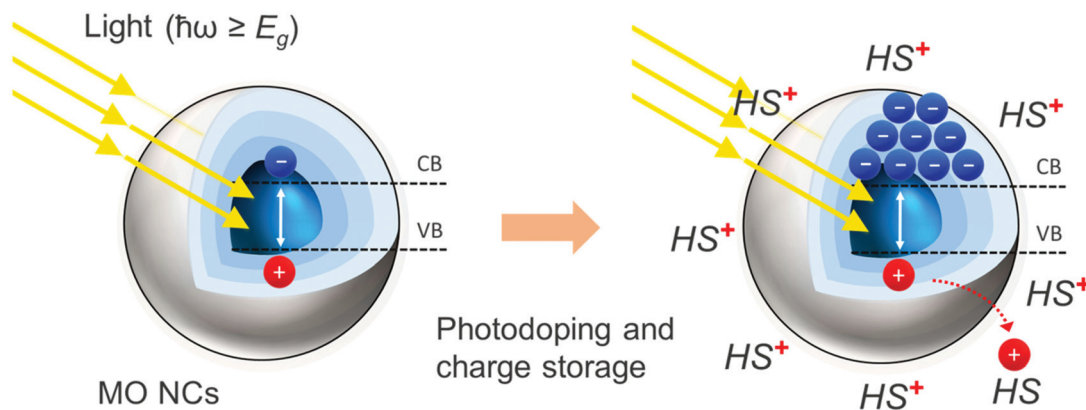 Light (ħω ≥ E_g)
CB
−
VB
+
MO NCs
Photodoping and
charge storage
HS⁺
HS⁺
HS⁺
− −
− − −
− − − −
CB
HS⁺
VB
+
HS⁺
HS⁺
HS⁺
+
HS